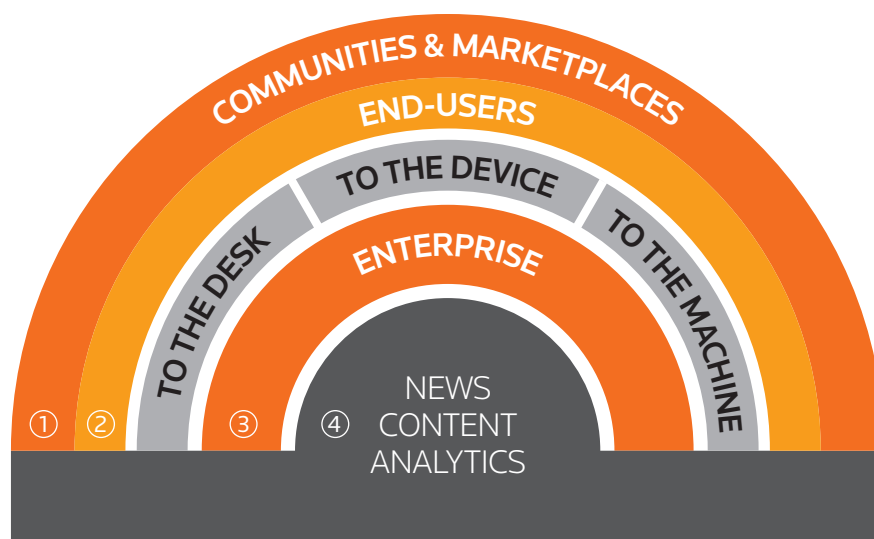 COMMUNITIES & MARKETPLACES
END-USERS
TO THE DESK
TO THE DEVICE
TO THE MACHINE
ENTERPRISE
① ② ③ ④
NEWS
CONTENT
ANALYTICS